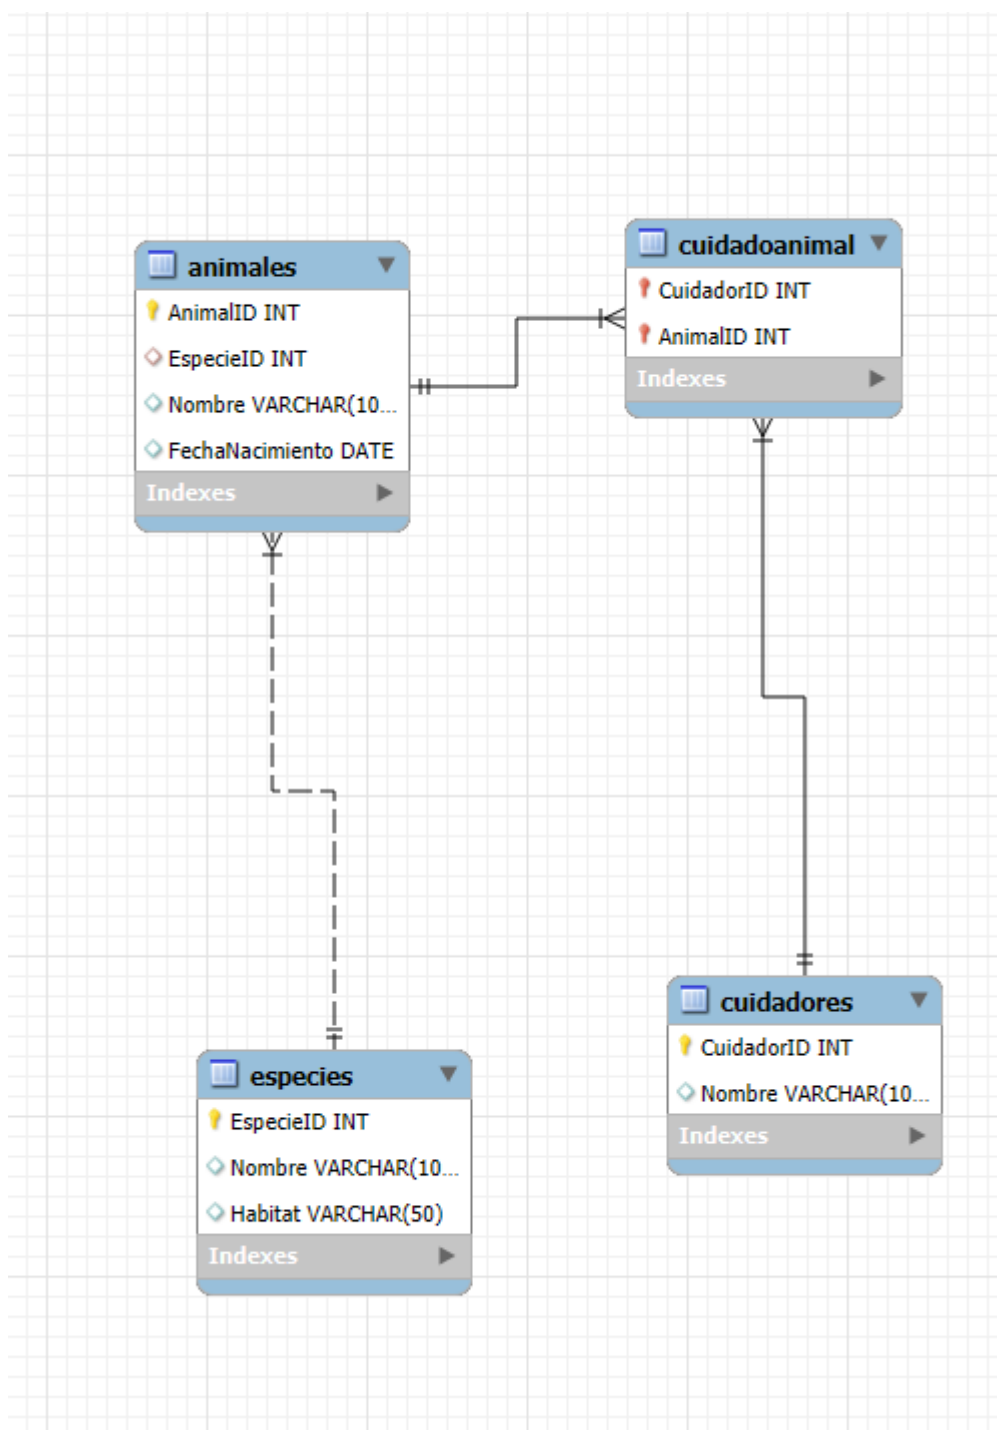 animales
AnimalID INT
EspecieID INT
Nombre VARCHAR(10...
FechaNacimiento DATE
Indexes
cuidadoanimal
CuidadorID INT
AnimalID INT
Indexes
especies
EspecieID INT
Nombre VARCHAR(10...
Habitat VARCHAR(50)
Indexes
cuidadores
CuidadorID INT
Nombre VARCHAR(10...
Indexes